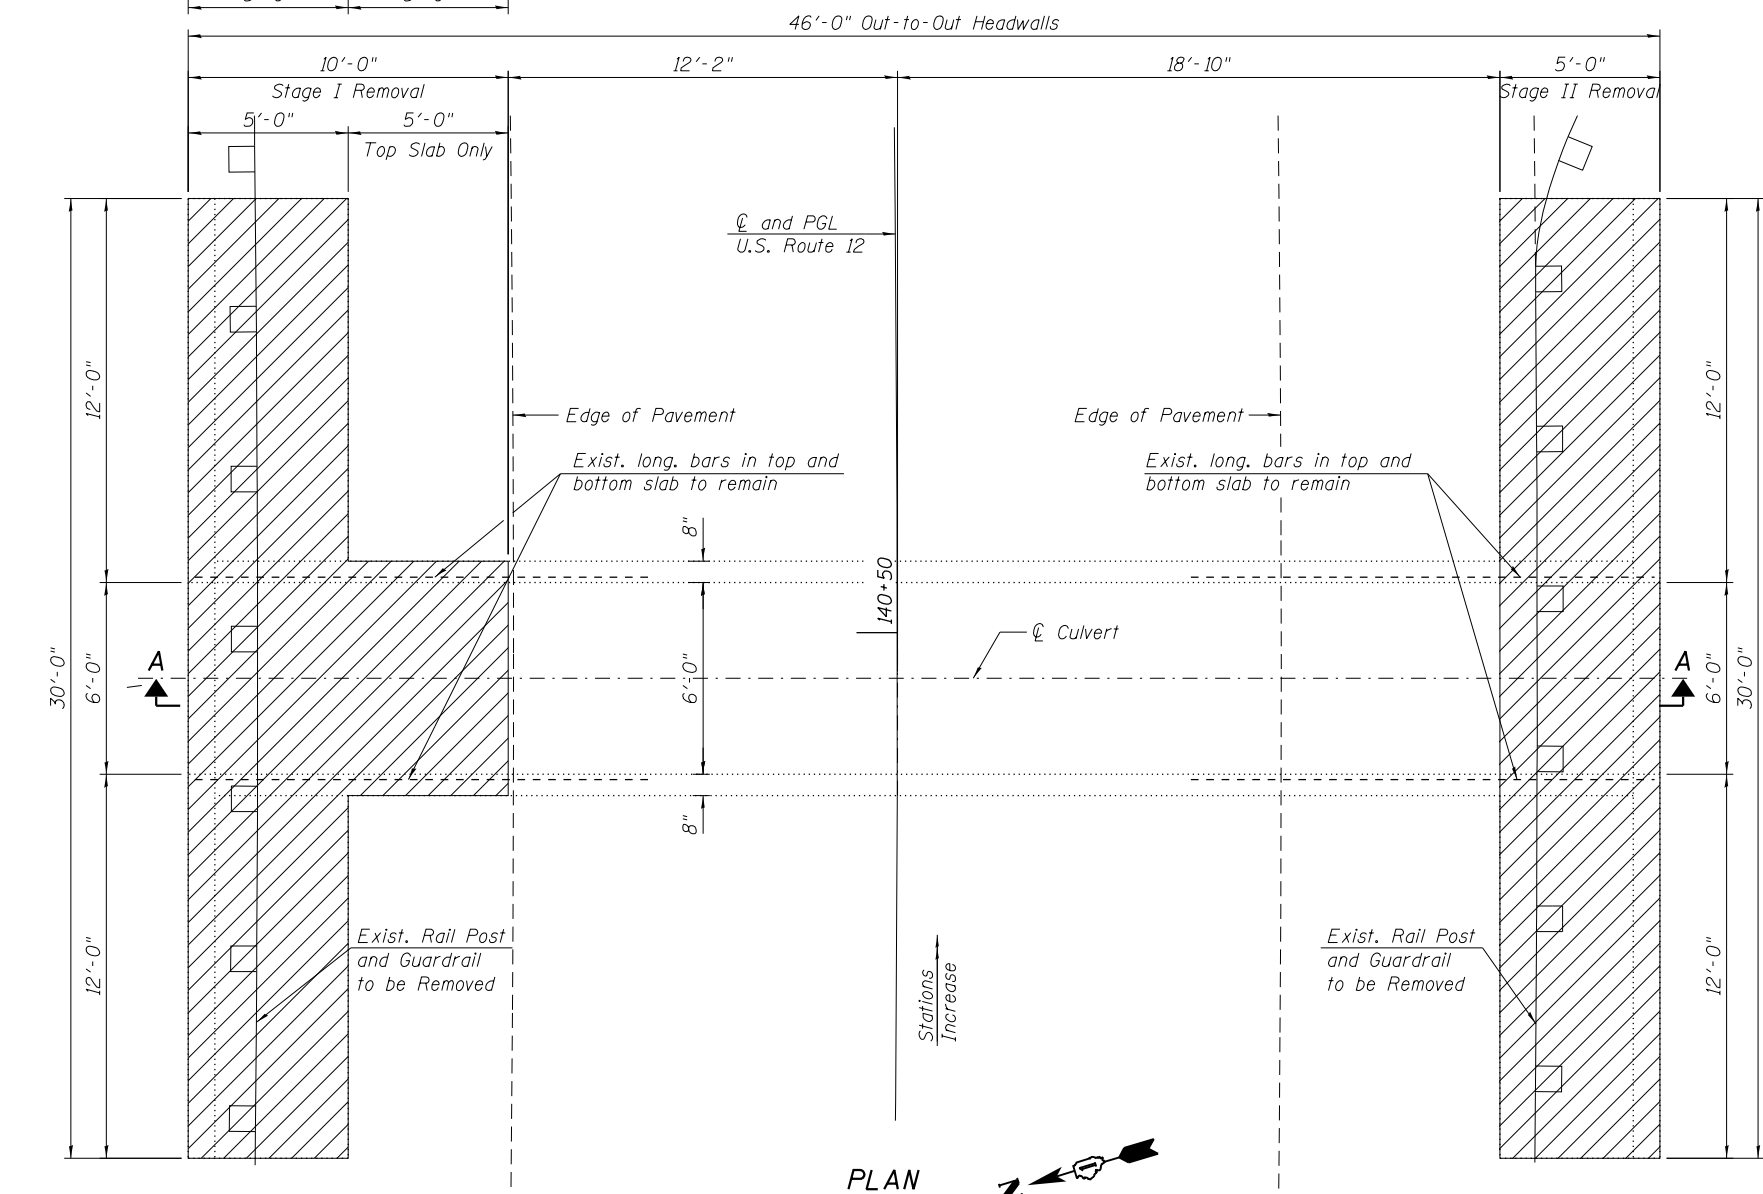 46'-0" Out-to-Out Headwalls
10'-0"
12'-2"
18'-10"
5'-0"
Stage I Removal
Stage II Removal
5'-0"
5'-0"
Top Slab Only
℄ and PGL
U.S. Route 12
12'-0"
12'-0"
Edge of Pavement
Edge of Pavement
Exist. long. bars in top and
bottom slab to remain
Exist. long. bars in top and
bottom slab to remain
8"
140+50
℄ Culvert
A
A
30'-0"
6'-0"
6'-0"
6'-0"
30'-0"
8"
Exist. Rail Post
and Guardrail
to be Removed
Exist. Rail Post
and Guardrail
to be Removed
12'-0"
12'-0"
Stations
Increase
PLAN